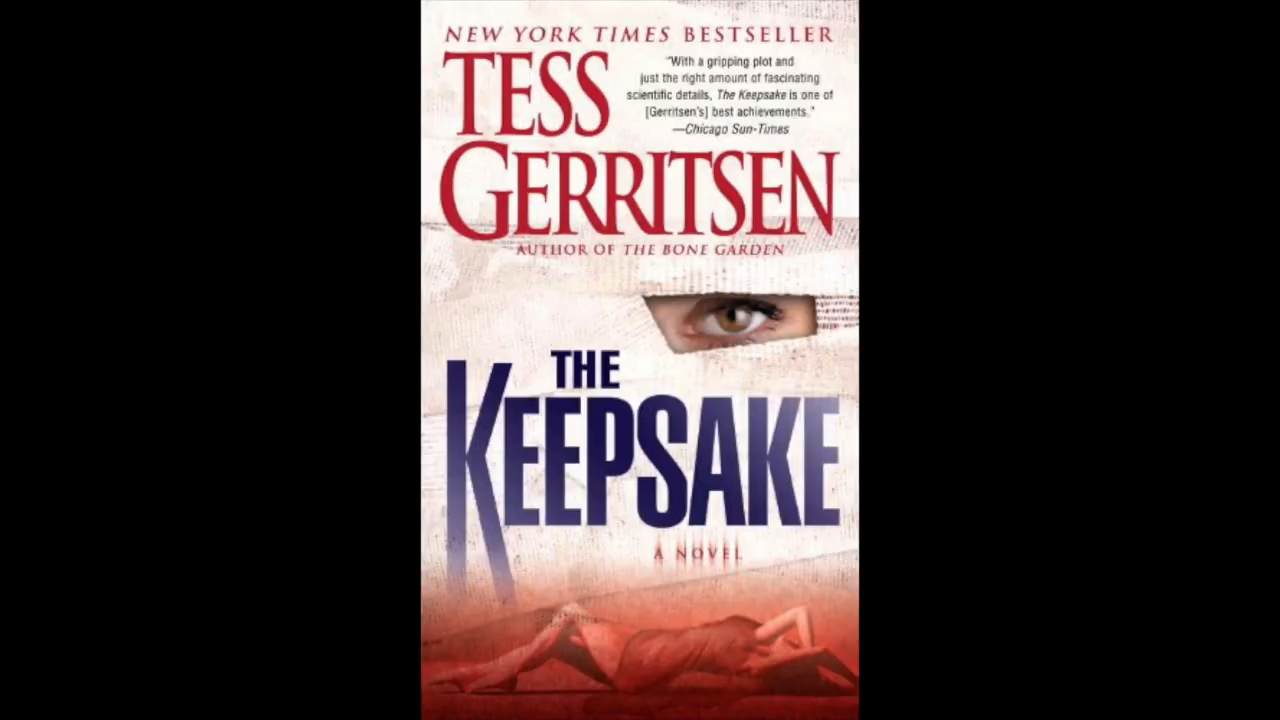 NEW YORK TIMES BESTSELLER
TESS
GERRITSEN
"With a gripping plot and
just the right amount of fascinating
scientific details, The Keepsake is one of
[Gerritsen's] best achievements."
—Chicago Sun-Times
AUTHOR OF THE BONE GARDEN
THE
KEEPSAKE
A NOVEL